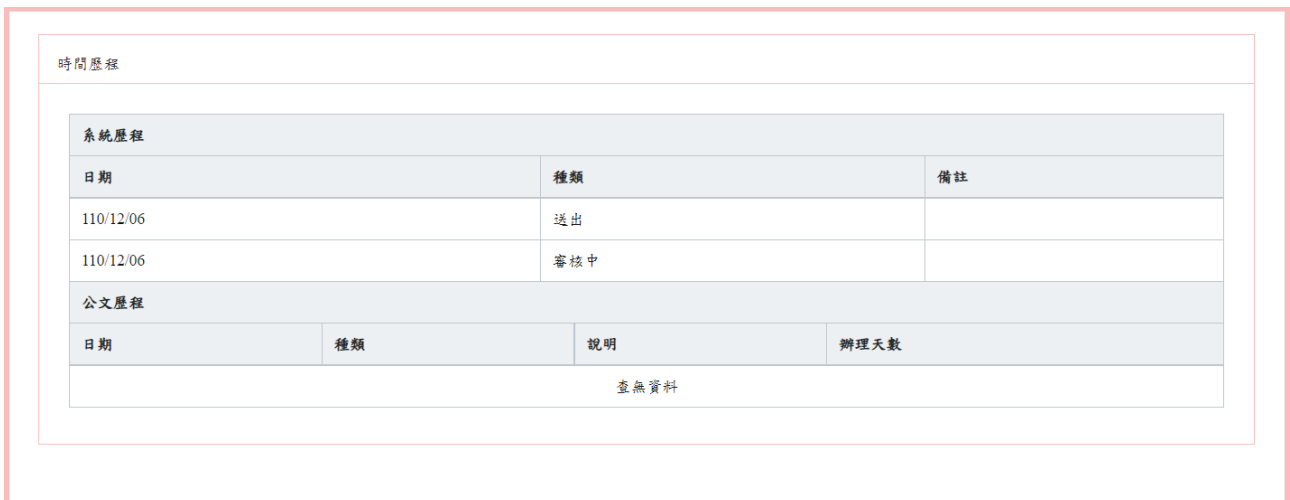 時間歷程
系統歷程
日期 種類 備註
110/12/06 送出
110/12/06 審核中
公文歷程
日期 種類 說明 辦理天數
查無資料